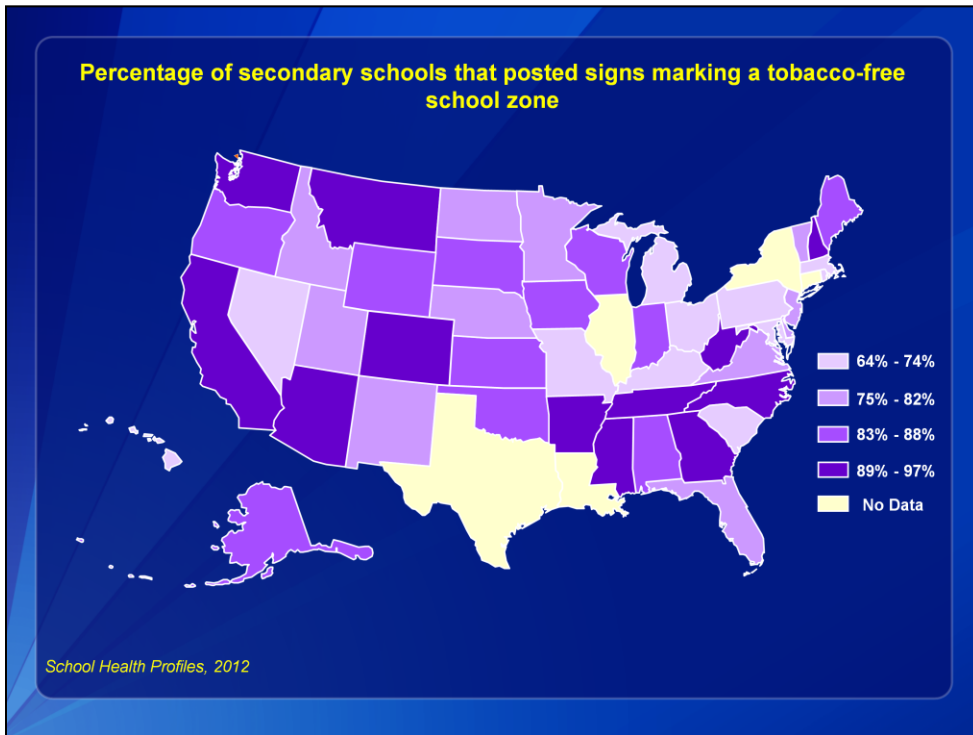 Percentage of secondary schools that posted signs marking a tobacco-free
school zone
64% - 74%
75% - 82%
83% - 88%
89% - 97%
No Data
School Health Profiles, 2012